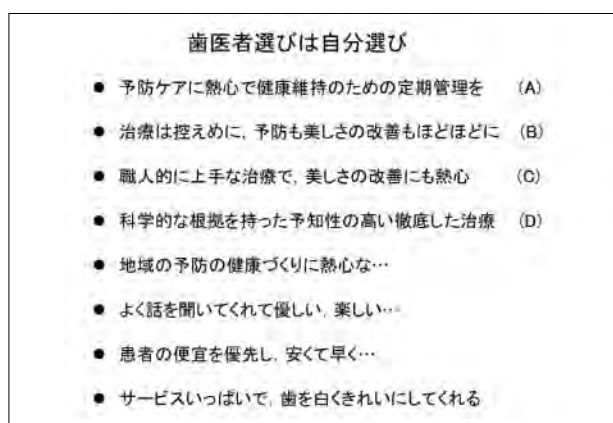 歯医者選びは自分選び
● 予防ケアに熱心で健康維持のための定期管理を (A)
● 治療は控えめに，予防も美しさの改善もほどほどに (B)
● 職人的に上手な治療で，美しさの改善にも熱心 (C)
● 科学的な根拠を持った予知性の高い徹底した治療 (D)
● 地域の予防の健康づくりに熱心な…
● よく話を聞いてくれて優しい，楽しい…
● 患者の便宜を優先し，安くて早く…
● サービスいっぱいで，歯を白くきれいにしてくれる